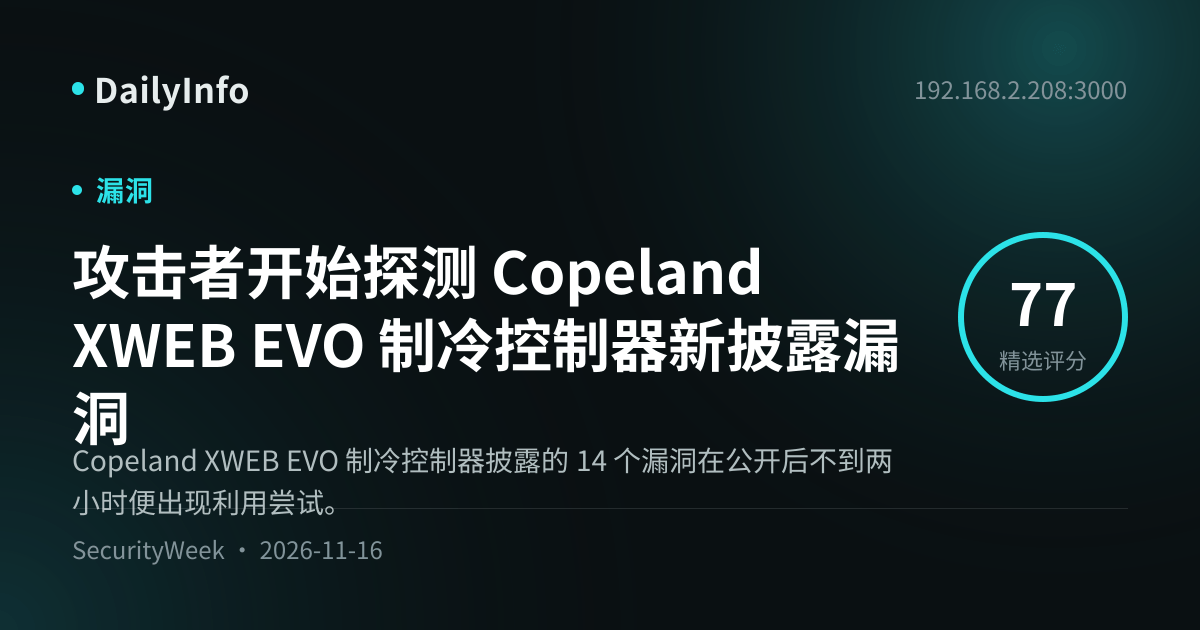 DailyInfo
192.168.2.208:3000
漏洞
攻击者开始探测 Copeland
XWEB EVO 制冷控制器新披露漏
洞
77
精选评分
Copeland XWEB EVO 制冷控制器披露的 14 个漏洞在公开后不到两
小时便出现利用尝试。
SecurityWeek • 2026-11-16